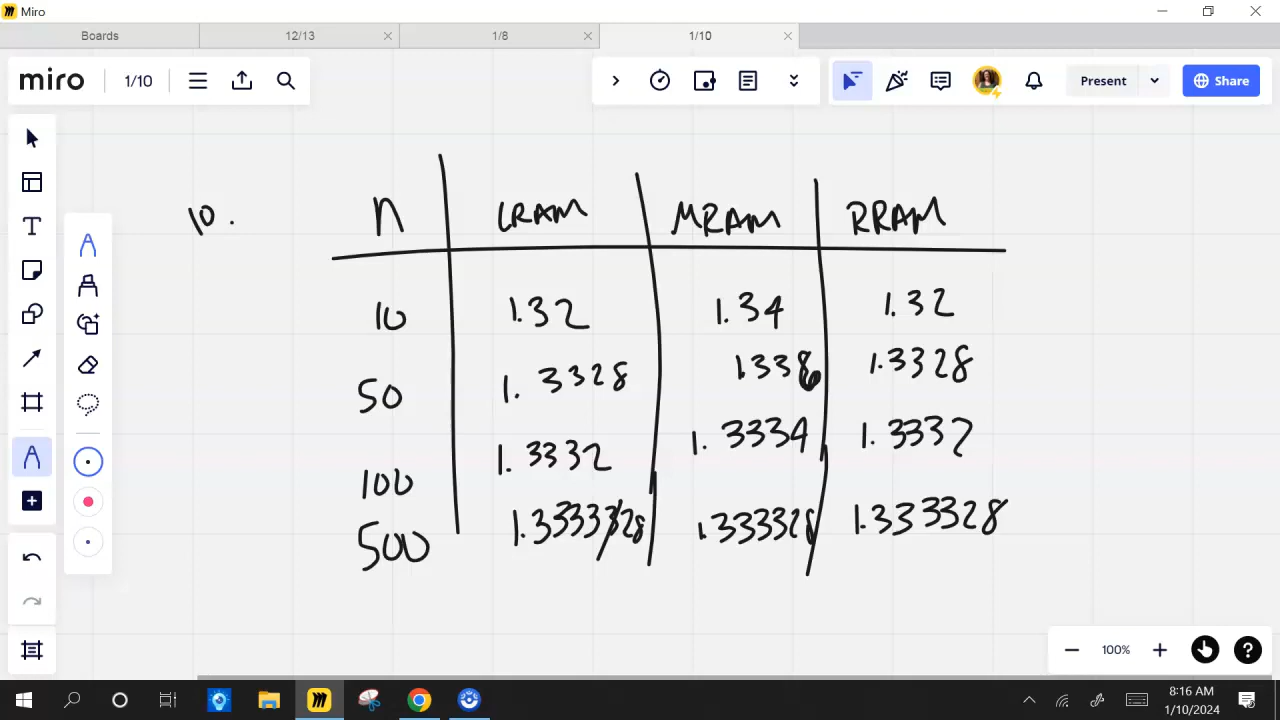 Miro
Boards 12/13 1/8 1/10
miro 1/10 Present Share
10. n LRAM MRAM RRAM
10 1.32 1.34 1.32
50 1.3328 1.3336 1.3328
100 1.3332 1.3334 1.3332
500 1.333328 1.333328 1.333328
100%
8:16 AM
1/10/2024